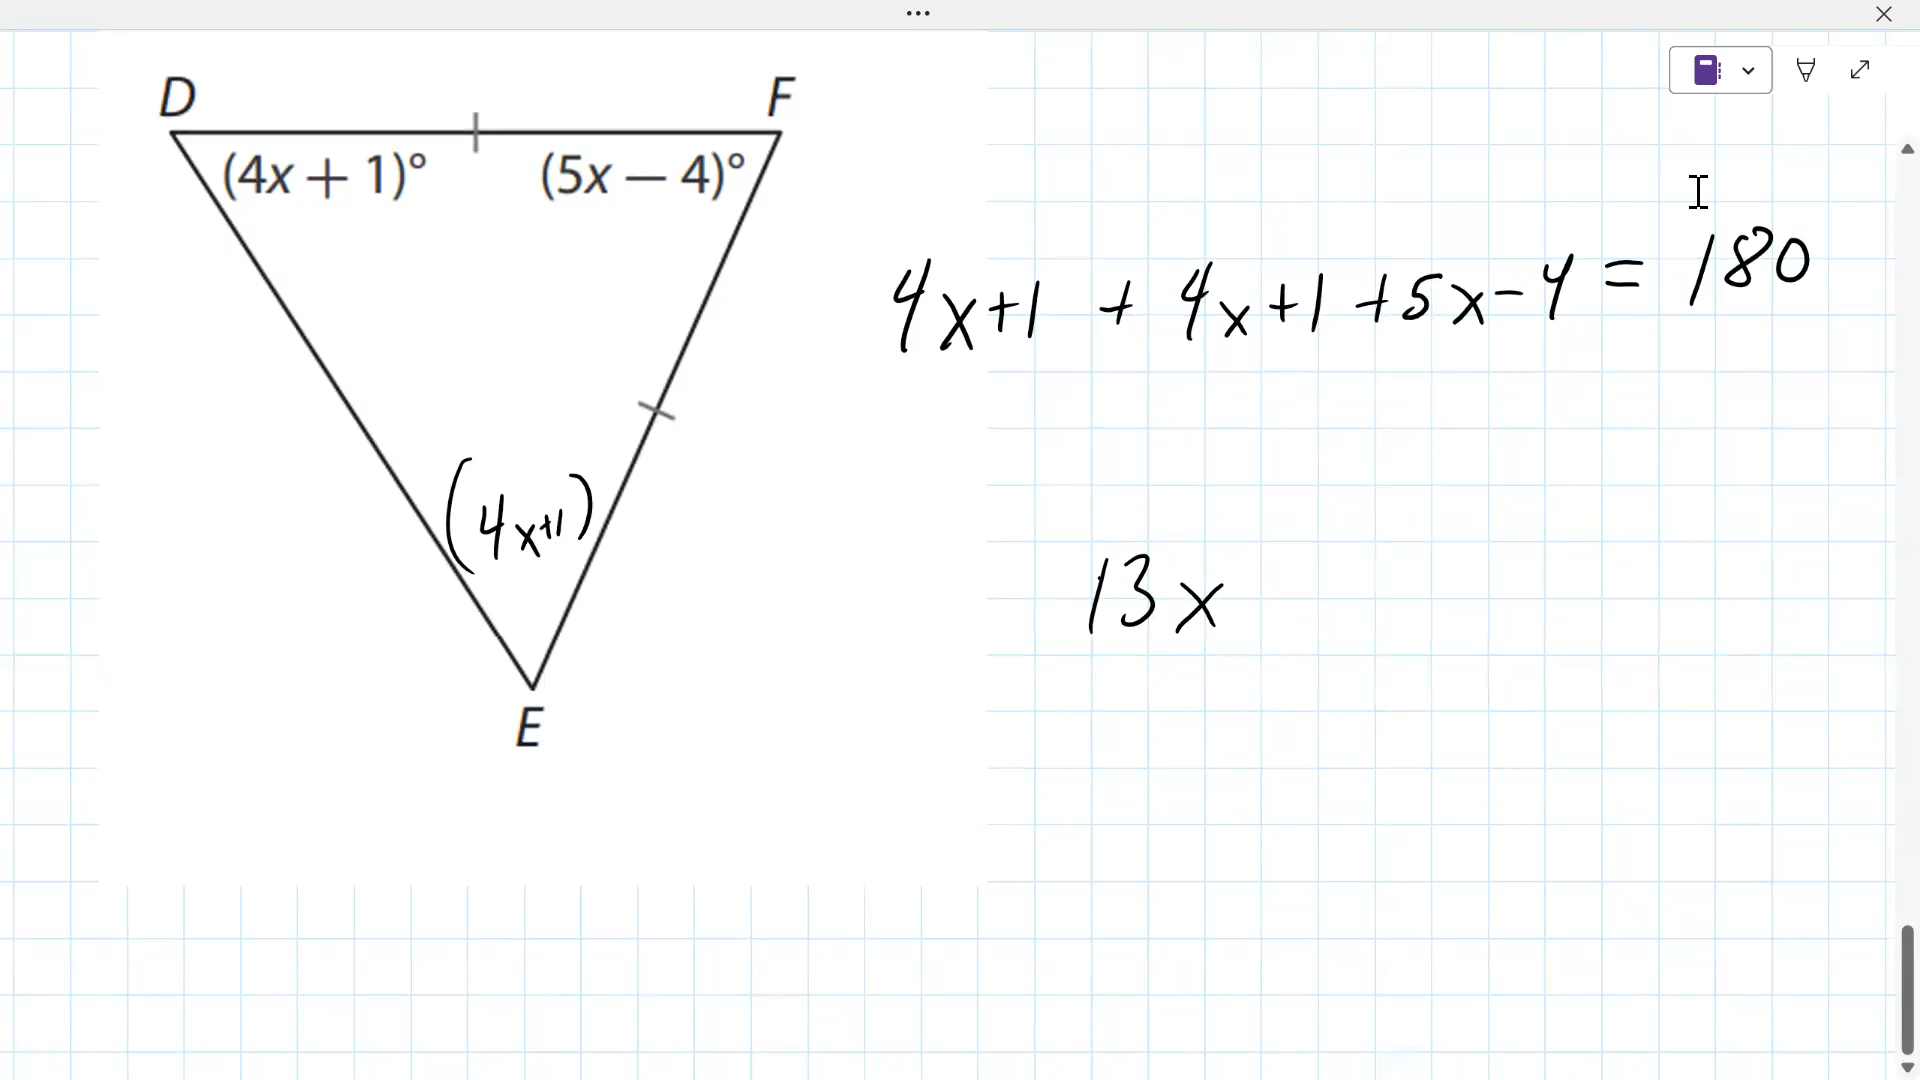 D F
(4x + 1)° (5x − 4)°
4x+1 + 4x+1 +5x-4 = 180
(4x+1)
13x
E